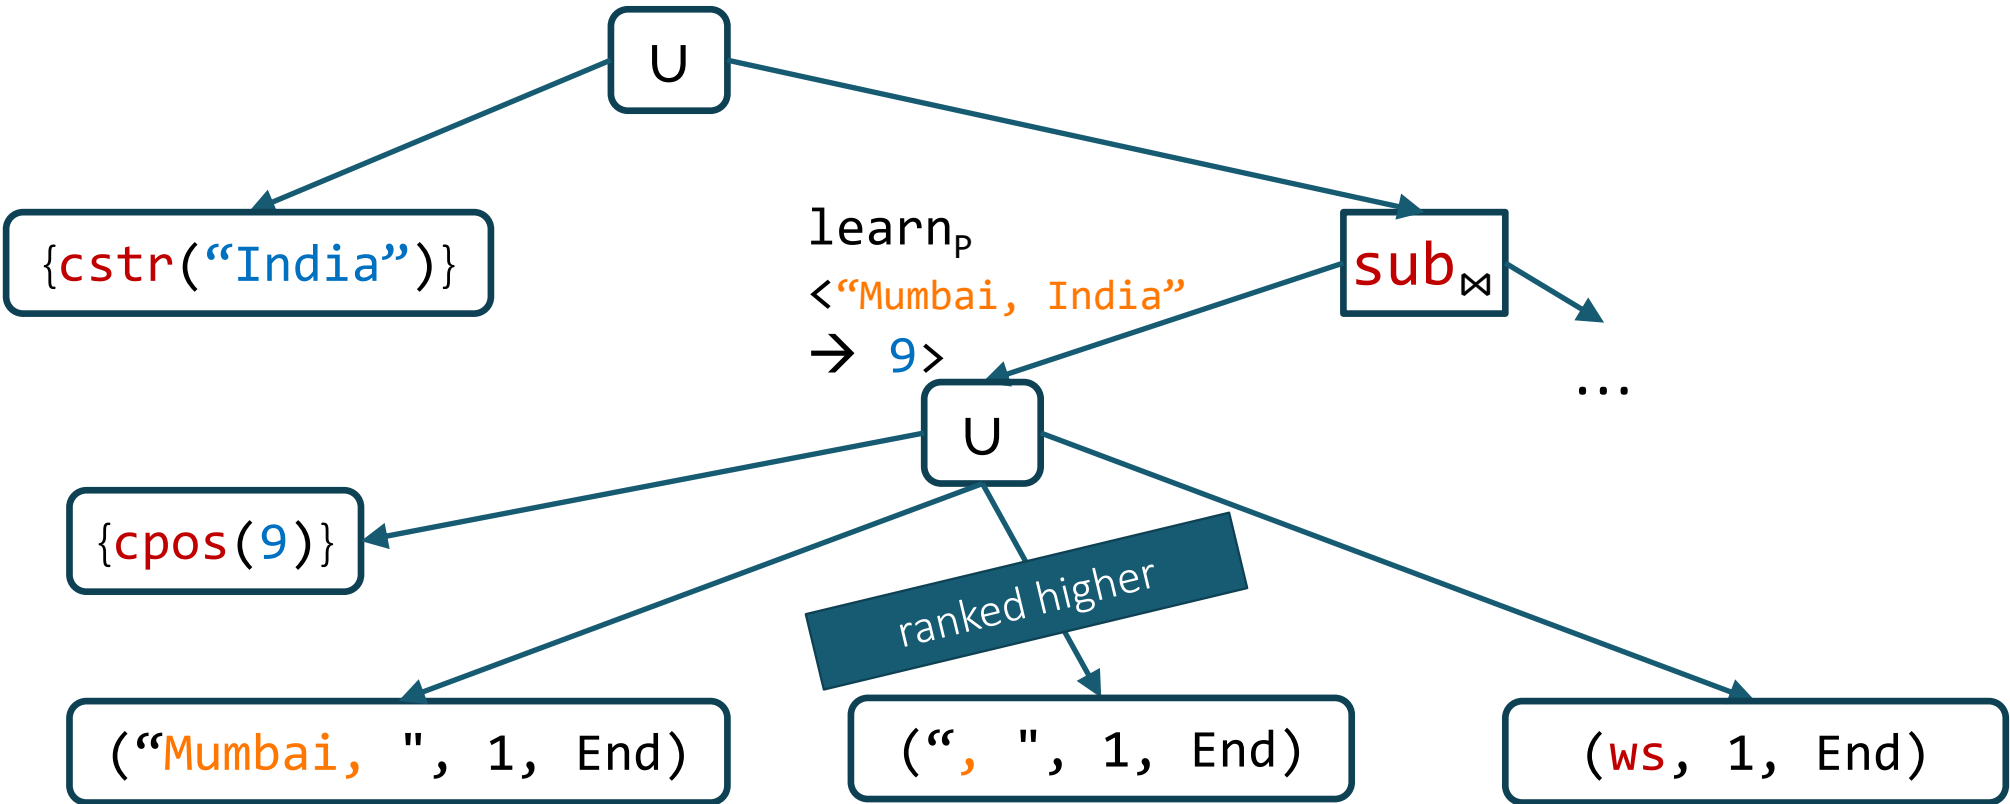 ∪
{cstr(“India”)}
learnP
<“Mumbai, India”
→ 9>
sub⋈
...
∪
{cpos(9)}
ranked higher
(“Mumbai, ", 1, End)
(“, ", 1, End)
(ws, 1, End)